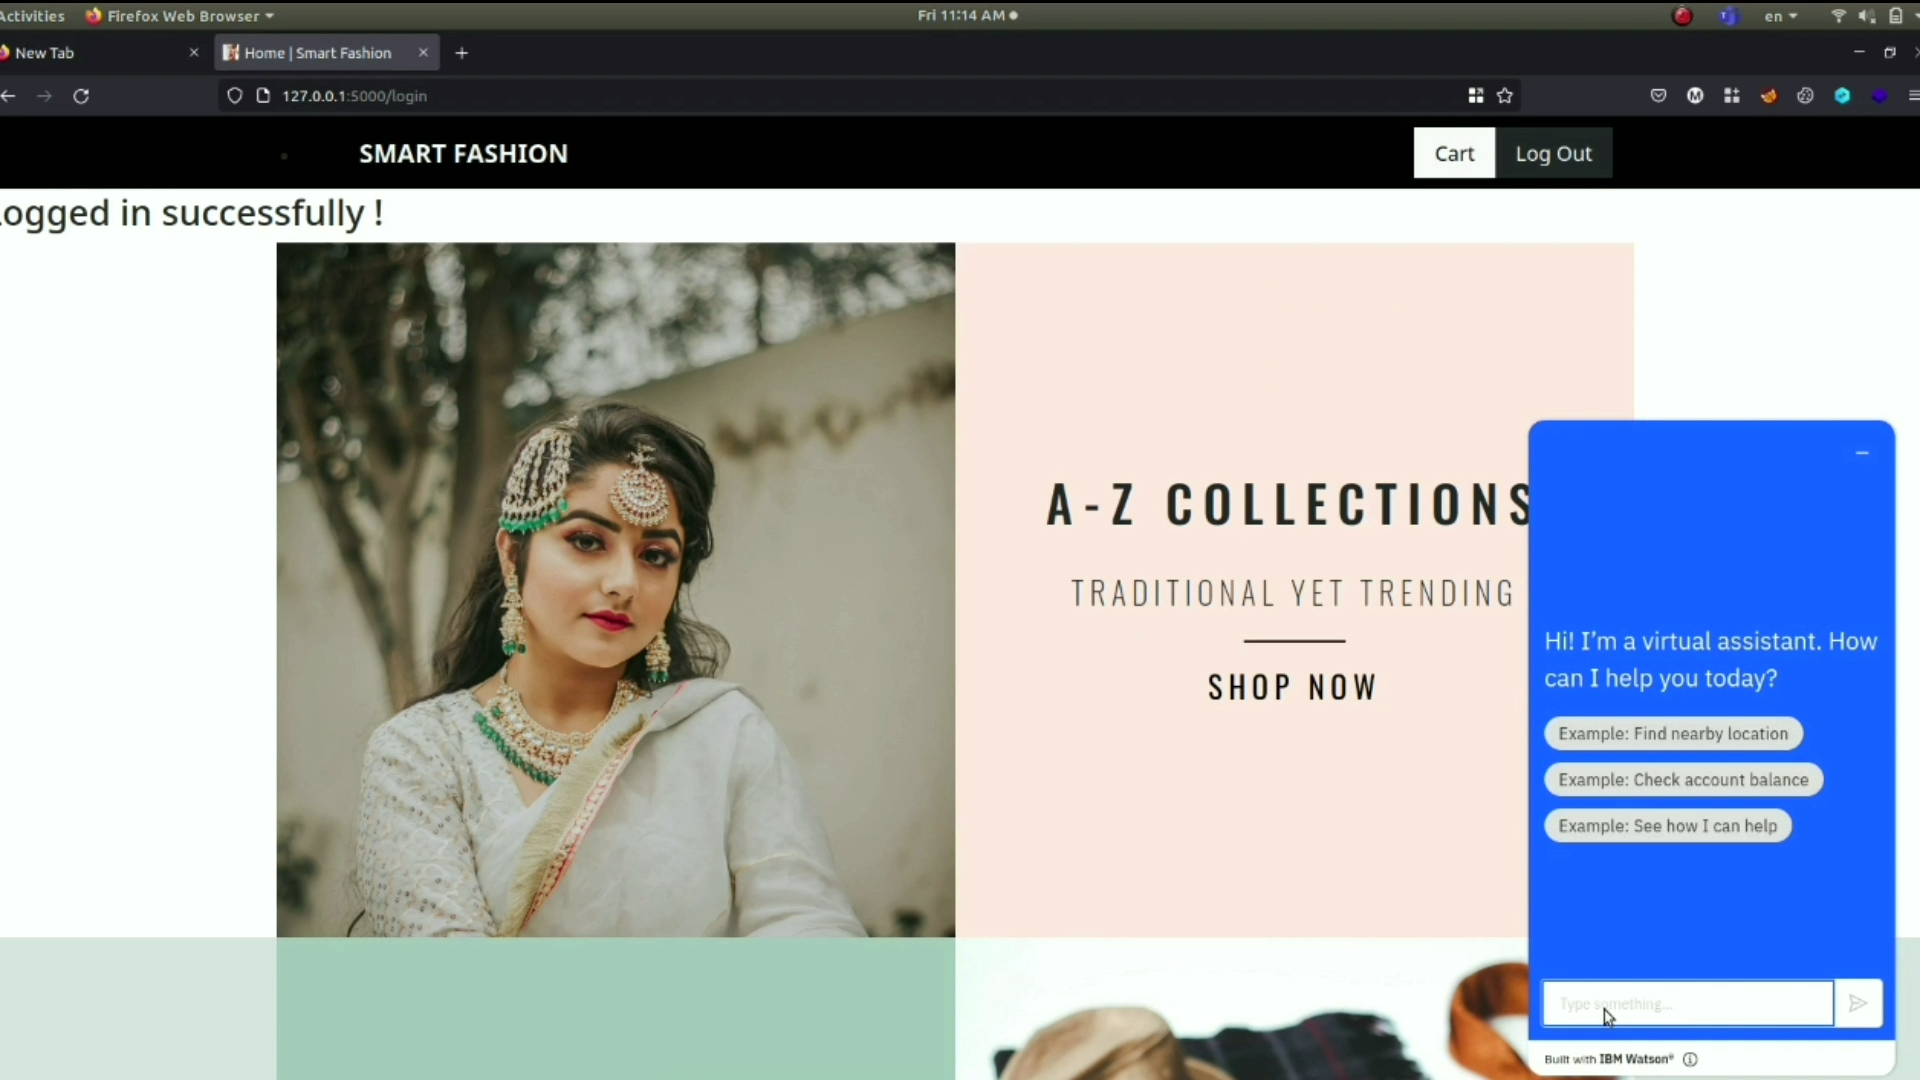 Activities Firefox Web Browser Fri 11:14 AM en
New Tab Home | Smart Fashion
127.0.0.1:5000/login
SMART FASHION Cart Log Out
Logged in successfully !
A-Z COLLECTIONS
TRADITIONAL YET TRENDING
SHOP NOW
Hi! I'm a virtual assistant. How
can I help you today?
Example: Find nearby location
Example: Check account balance
Example: See how I can help
Type something...
Built with IBM Watson®